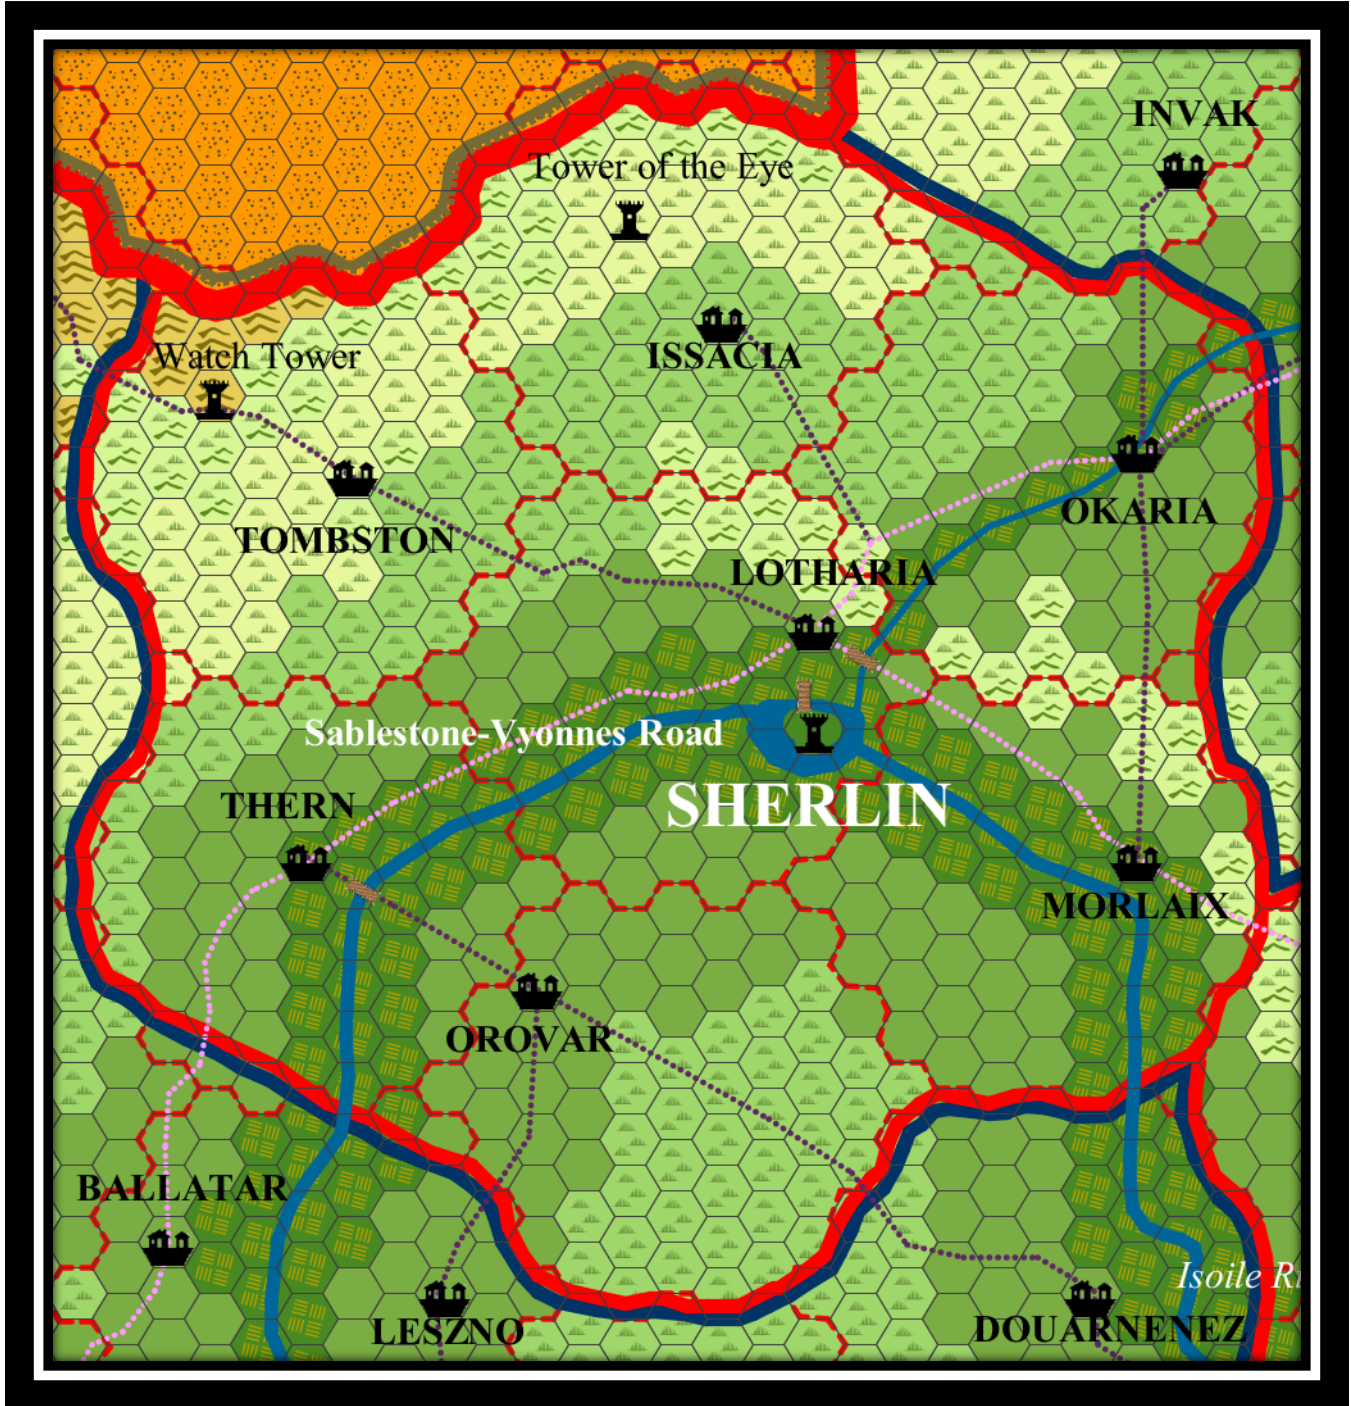 INVAK
Tower of the Eye
Watch Tower
ISSACIA
OKARIA
TOMBSTON
LOTHARIA
Sablestone-Vyonnes Road
SHERLIN
THERN
MORLAIX
OROVAR
BALLATAR
Isoile R
LESZNO
DOUARNENEZ